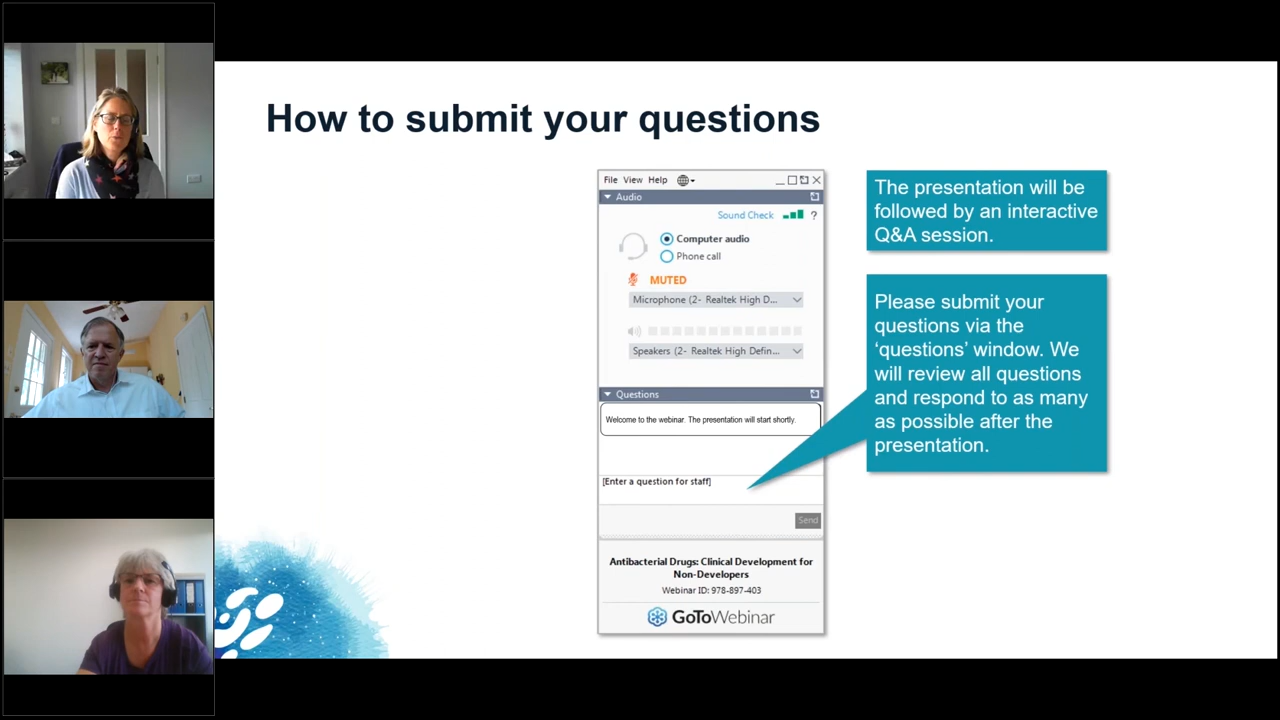 How to submit your questions
File View Help
Audio
Sound Check
?
Computer audio
Phone call
MUTED
Microphone (2- Realtek High D...
Speakers (2- Realtek High Defin...
Questions
Welcome to the webinar. The presentation will start shortly.
[Enter a question for staff]
Send
Antibacterial Drugs: Clinical Development for
Non-Developers
Webinar ID: 978-897-403
GoToWebinar
The presentation will be
followed by an interactive
Q&A session.
Please submit your
questions via the
‘questions’ window. We
will review all questions
and respond to as many
as possible after the
presentation.